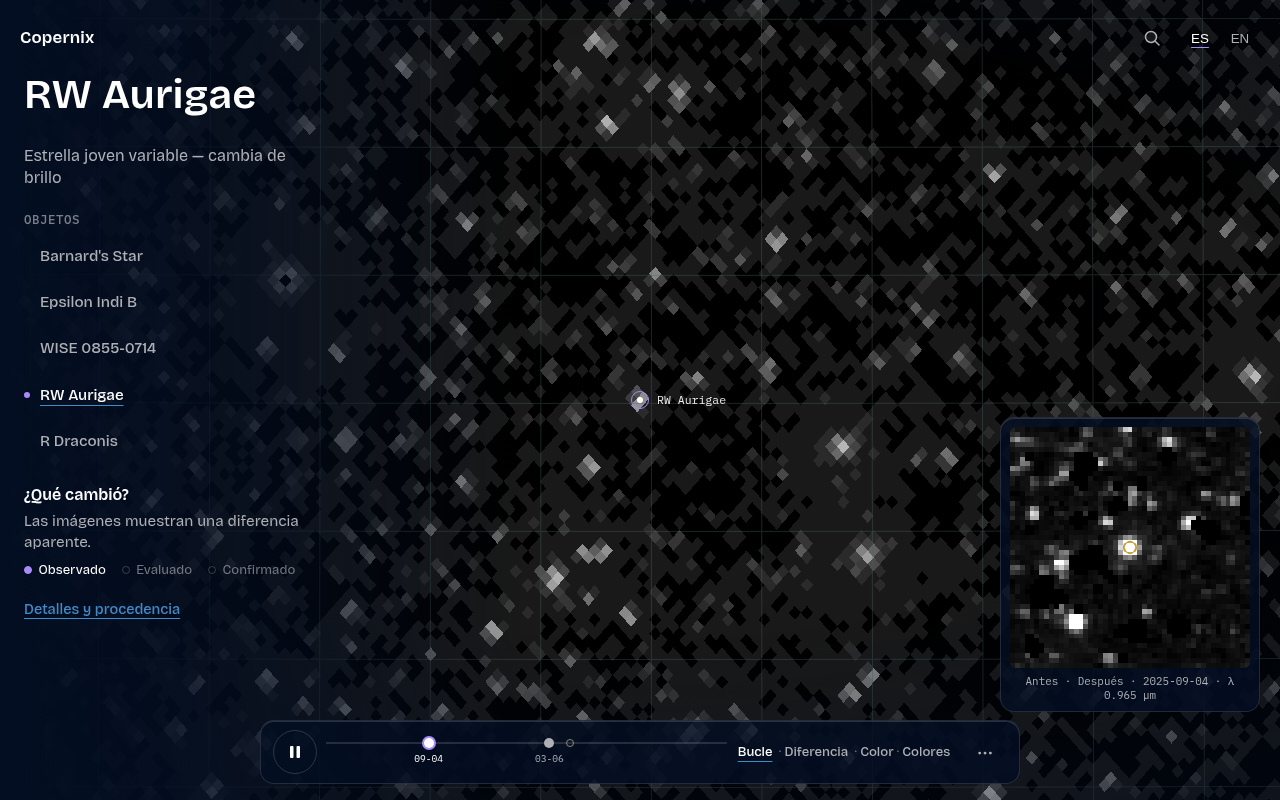 Copernix
ES EN
RW Aurigae
Estrella joven variable — cambia de
brillo
OBJETOS
Barnard's Star
Epsilon Indi B
WISE 0855-0714
RW Aurigae
R Draconis
¿Qué cambió?
Las imágenes muestran una diferencia
aparente.
Observado Evaluado Confirmado
Detalles y procedencia
RW Aurigae
Antes · Después · 2025-09-04 · λ
0.965 μm
09-04 03-06
Bucle · Diferencia · Color · Colores